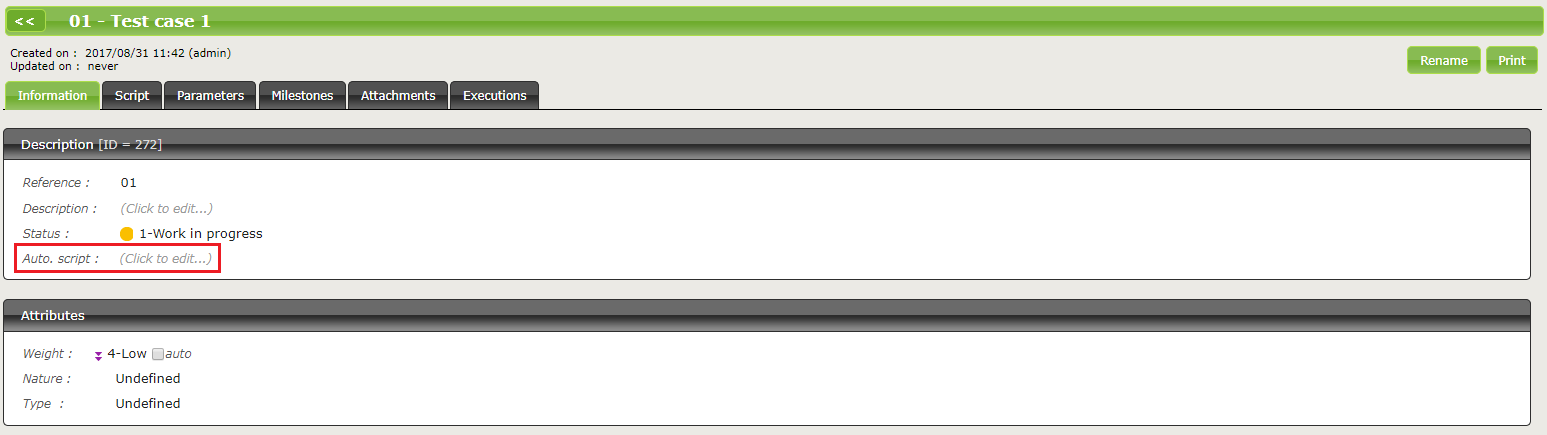 << 01 - Test case 1
Created on : 2017/08/31 11:42 (admin)
Updated on : never
Rename Print
Information Script Parameters Milestones Attachments Executions
Description [ID = 272]
Reference : 01
Description : (Click to edit...)
Status : 1-Work in progress
Auto. script : (Click to edit...)
Attributes
Weight : 4-Low auto
Nature : Undefined
Type : Undefined